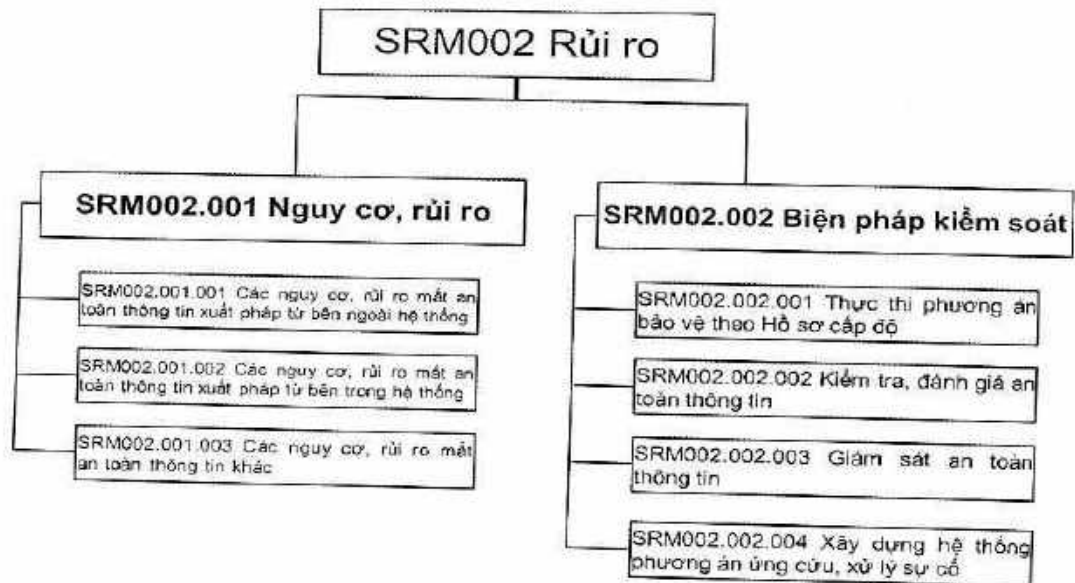 SRM002 Rủi ro
SRM002.001 Nguy cơ, rủi ro
SRM002.001.001 Các nguy cơ, rủi ro mất an
toàn thông tin xuất pháp từ bên ngoài hệ thống
SRM002.001.002 Các nguy cơ, rủi ro mất an
toàn thông tin xuất pháp từ bên trong hệ thống
SRM002.001.003 Các nguy cơ, rủi ro mất
an toàn thông tin khác
SRM002.002 Biện pháp kiểm soát
SRM002.002.001 Thực thi phương án
bảo vệ theo Hồ sơ cấp độ
SRM002.002.002 Kiểm tra, đánh giá an
toàn thông tin
SRM002.002.003 Giám sát an toàn
thông tin
SRM002.002.004 Xây dựng hệ thống
phương án ứng cứu, xử lý sự cố